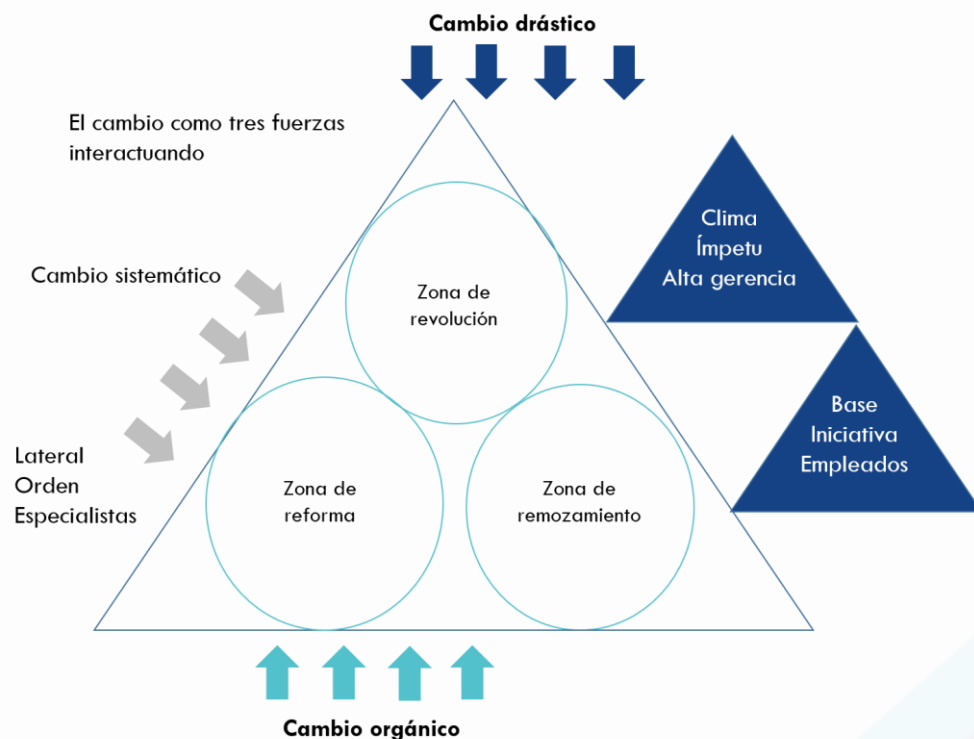 Cambio drástico
El cambio como tres fuerzas
interactuando
Clima
Ímpetu
Alta gerencia
Cambio sistemático
Zona de
revolución
Base
Iniciativa
Empleados
Lateral
Orden
Especialistas
Zona de
reforma
Zona de
remozamiento
Cambio orgánico